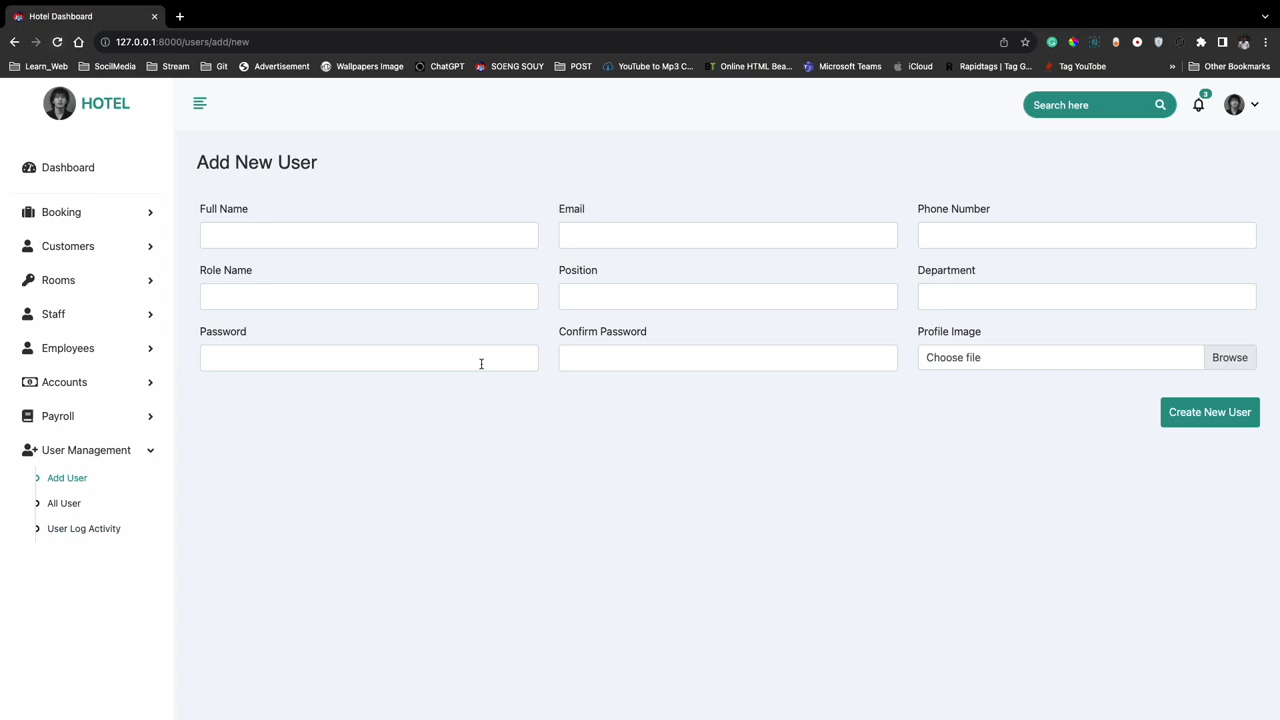 Hotel Dashboard
127.0.0.1:8000/users/add/new
Learn_Web SocilMedia Stream Git Advertisement Wallpapers Image ChatGPT SOENG SOUY POST YouTube to Mp3 C... Online HTML Bea... Microsoft Teams iCloud Rapidtags | Tag G... Tag YouTube » Other Bookmarks
HOTEL
Search here
3
Dashboard
Booking
Customers
Rooms
Staff
Employees
Accounts
Payroll
User Management
Add User
All User
User Log Activity
Add New User
Full Name Email Phone Number
Role Name Position Department
Password Confirm Password Profile Image
Choose file Browse
Create New User